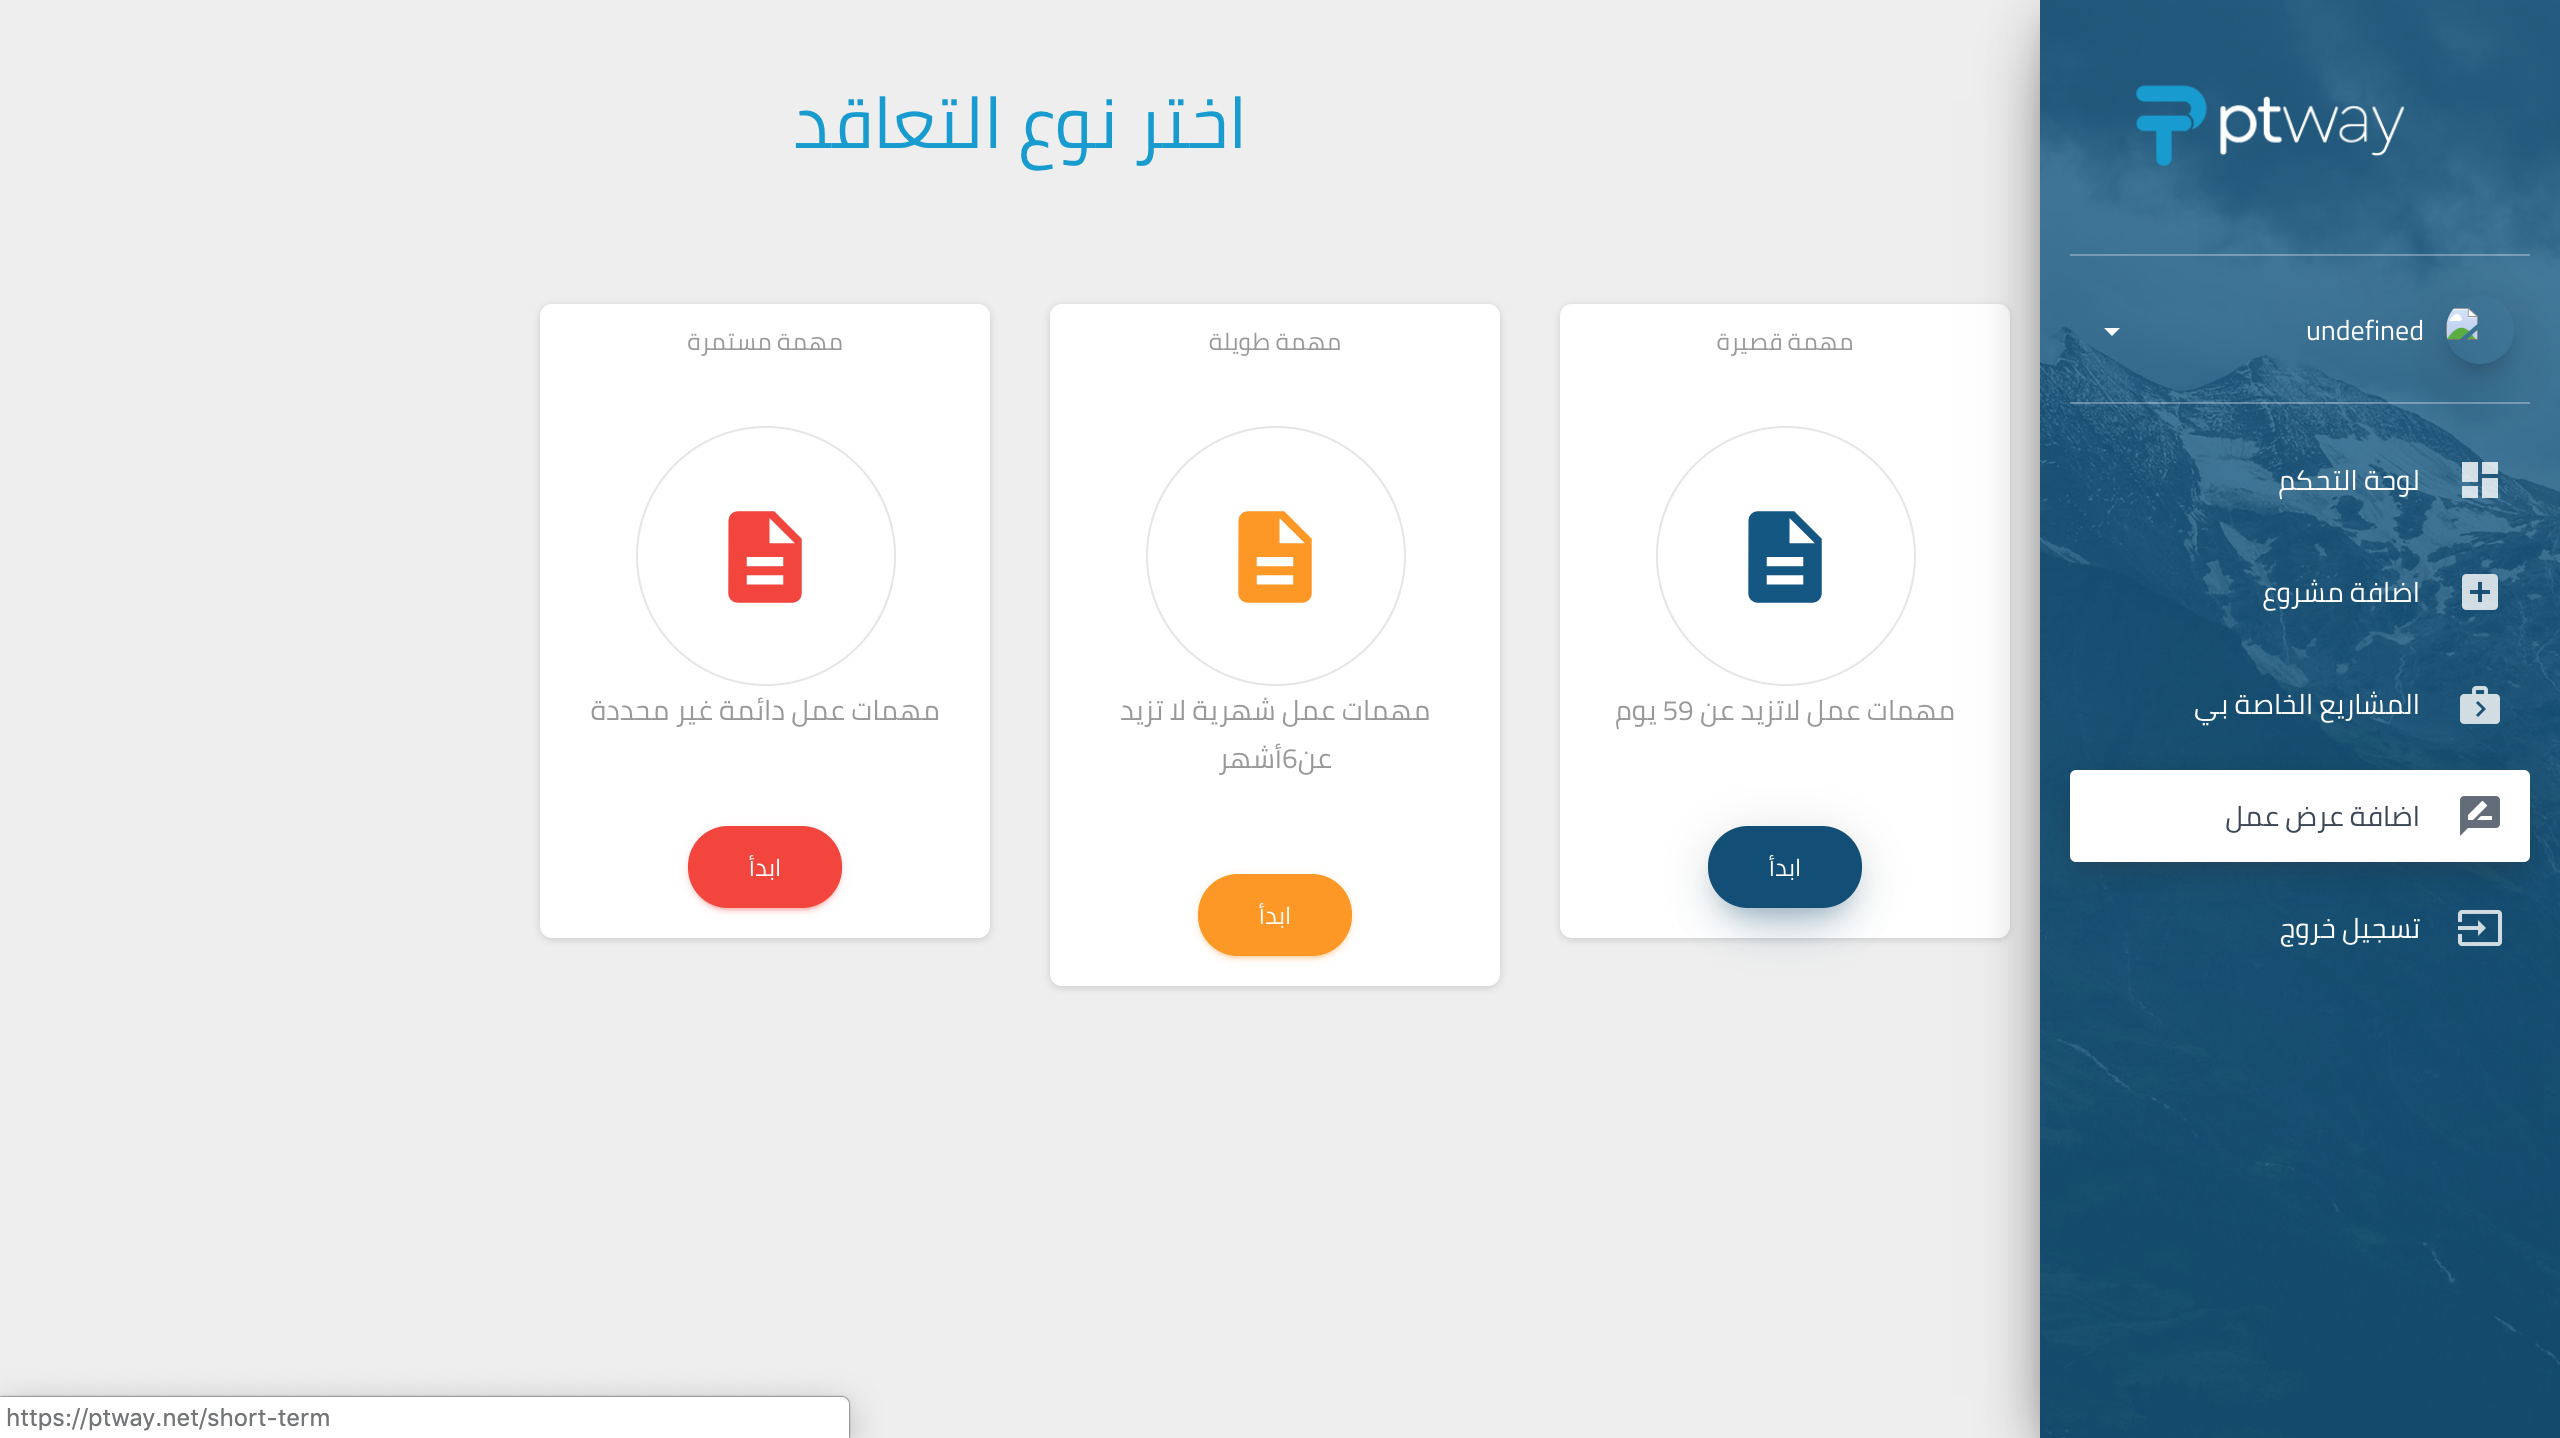 ptway
undefined
لوحة التحكم
اضافة مشروع
المشاريع الخاصة بي
اضافة عرض عمل
تسجيل خروج
اختر نوع التعاقد
مهمة قصيرة
مهمات عمل لاتزيد عن 59 يوم
ابدأ
مهمة طويلة
مهمات عمل شهرية لا تزيد
عن6أشهر
ابدأ
مهمة مستمرة
مهمات عمل دائمة غير محددة
ابدأ
https://ptway.net/short-term